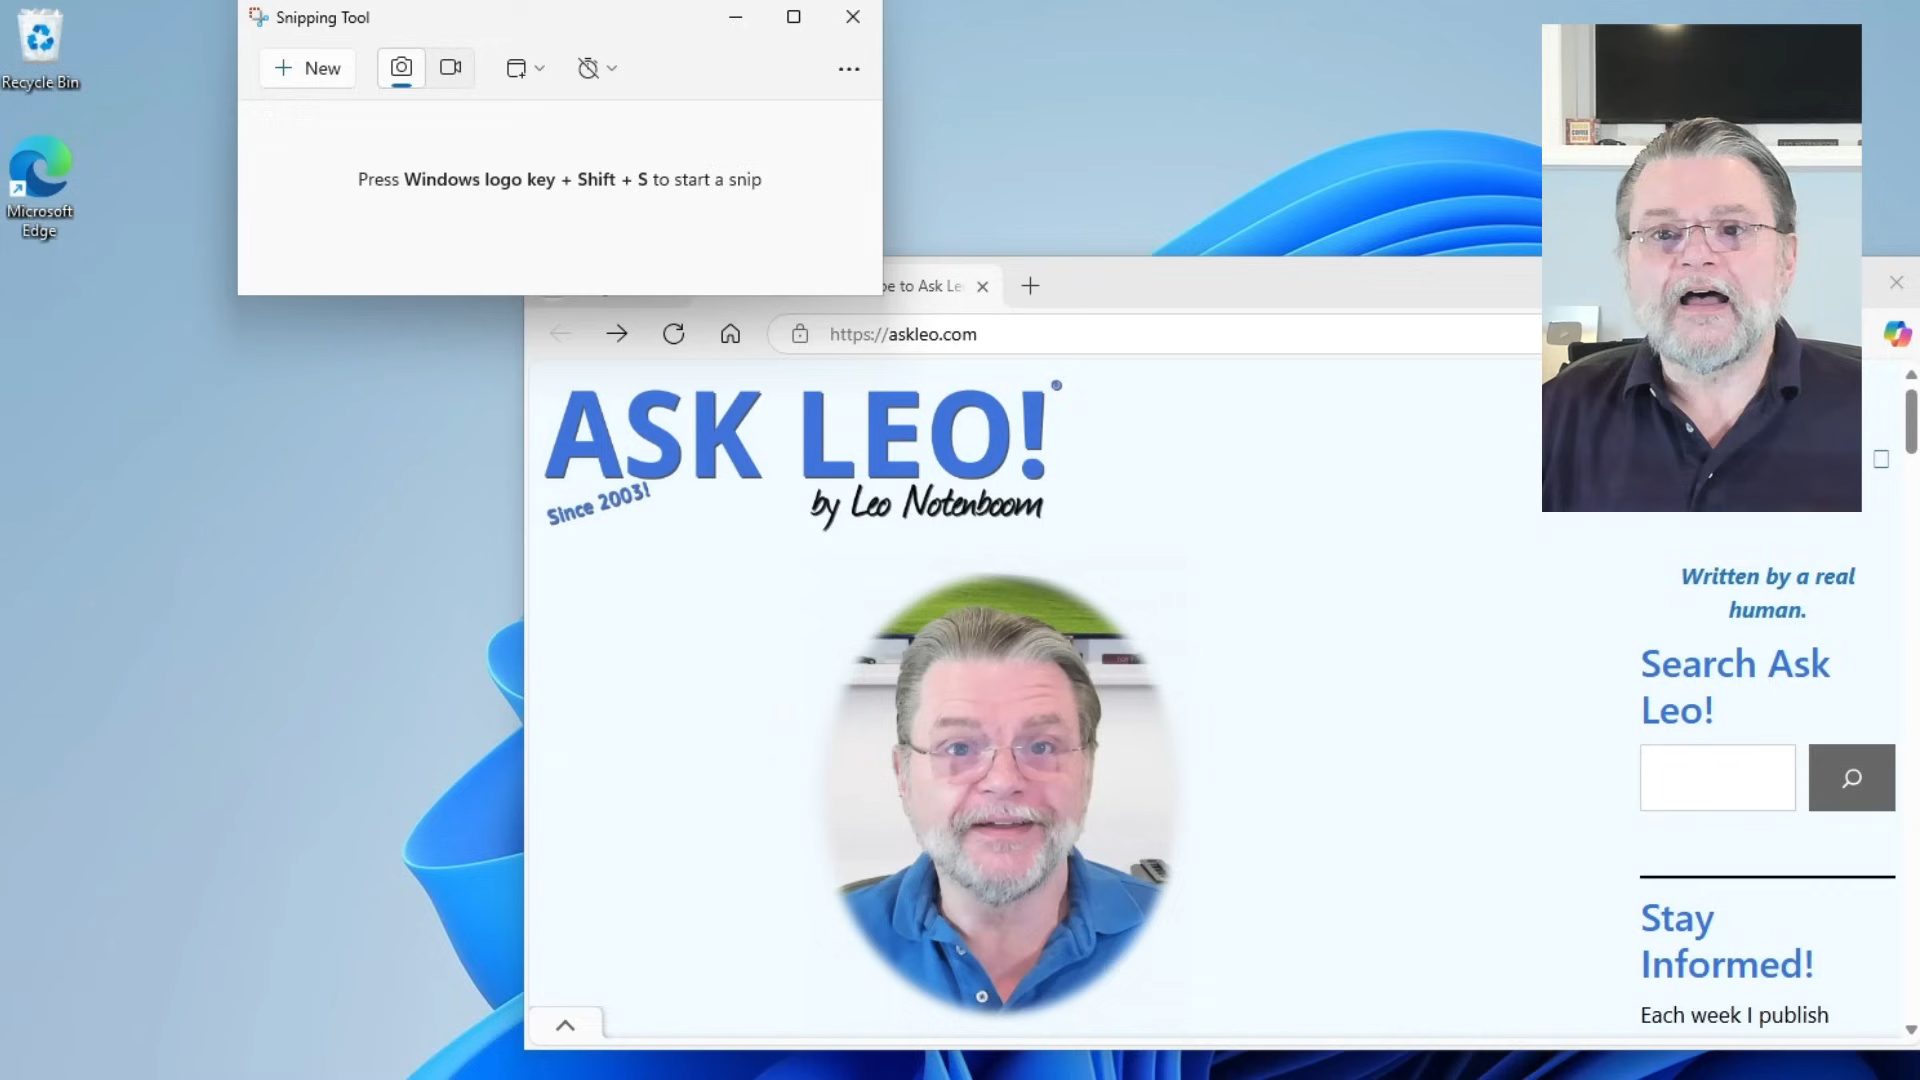 Recycle Bin
Microsoft
Edge
Snipping Tool
New
Press Windows logo key + Shift + S to start a snip
be to Ask Le
https://askleo.com
ASK LEO!
Since 2003!
by Leo Notenboom
Written by a real
human.
Search Ask
Leo!
Stay
Informed!
Each week I publish